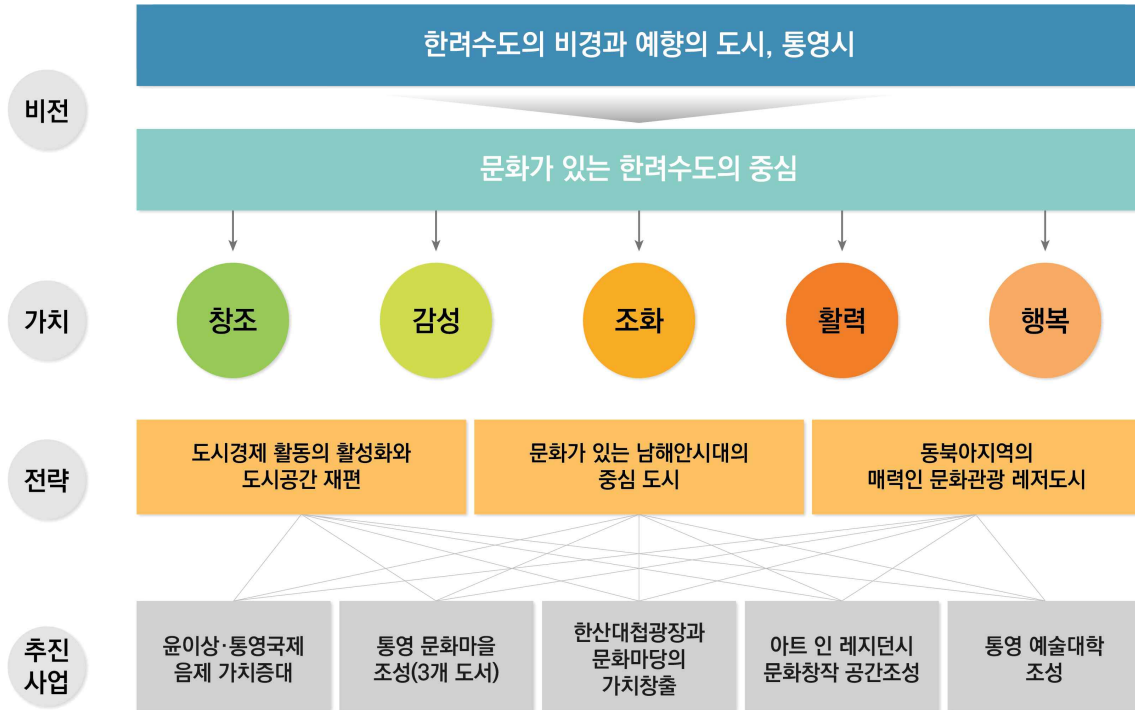 한려수도의 비경과 예향의 도시, 통영시
비전
문화가 있는 한려수도의 중심
가치
창조
감성
조화
활력
행복
전략
도시경제 활동의 활성화와
도시공간 재편
문화가 있는 남해안시대의
중심 도시
동북아지역의
매력인 문화관광 레저도시
추진
사업
윤이상·통영국제
음제 가치증대
통영 문화마을
조성(3개 도서)
한산대첩광장과
문화마당의
가치창출
아트 인 레지던시
문화창작 공간조성
통영 예술대학
조성